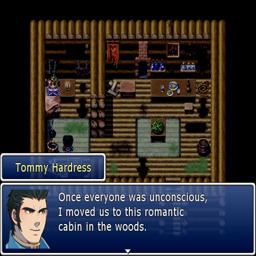 Tommy Hardress
Once everyone was unconscious,
I moved us to this romantic
cabin in the woods.